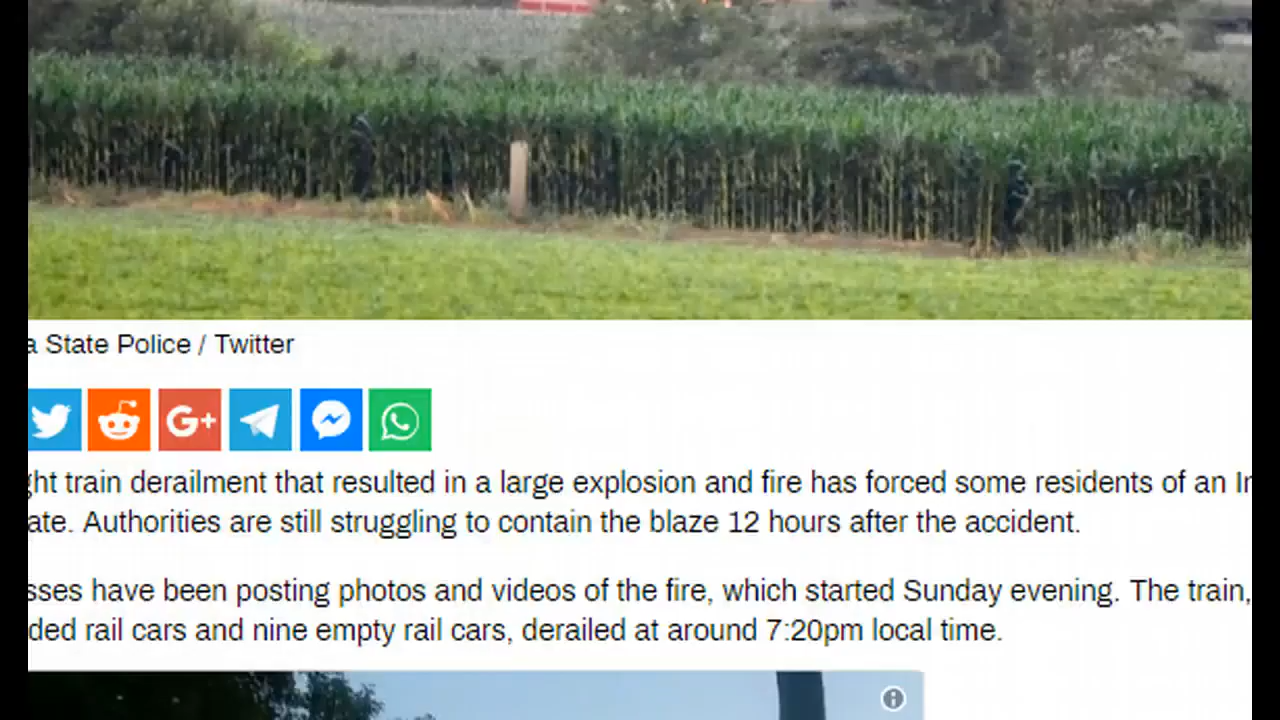 a State Police / Twitter
G+
ght train derailment that resulted in a large explosion and fire has forced some residents of an In
ate. Authorities are still struggling to contain the blaze 12 hours after the accident.
sses have been posting photos and videos of the fire, which started Sunday evening. The train,
ded rail cars and nine empty rail cars, derailed at around 7:20pm local time.